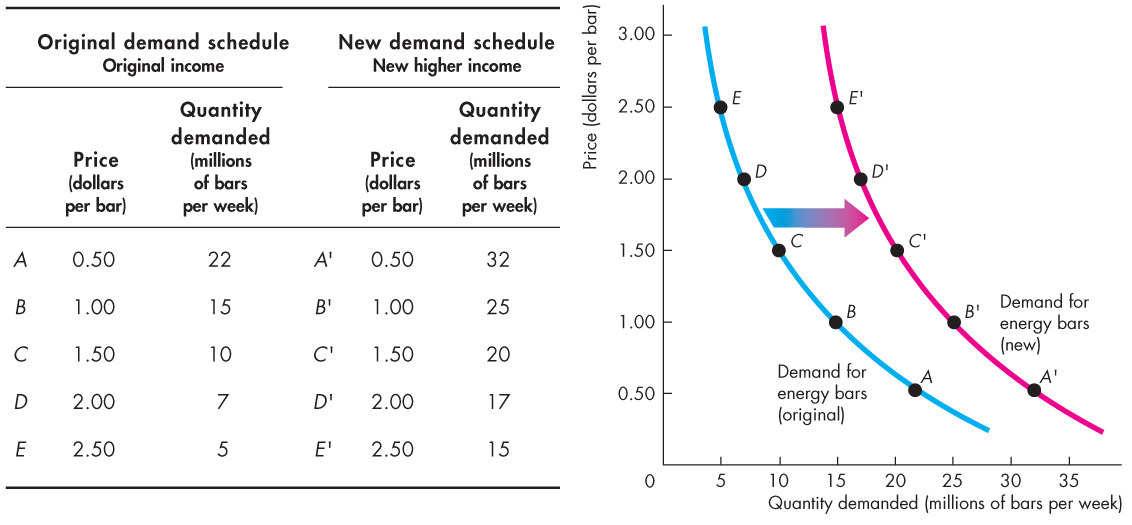 Original demand schedule
Original income
New demand schedule
New higher income
Price
(dollars
per bar)
Quantity
demanded
(millions
of bars
per week)
Price
(dollars
per bar)
Quantity
demanded
(millions
of bars
per week)
A 0.50 22 A' 0.50 32
B 1.00 15 B' 1.00 25
C 1.50 10 C' 1.50 20
D 2.00 7 D' 2.00 17
E 2.50 5 E' 2.50 15
Price (dollars per bar)
3.00
2.50
2.00
1.50
1.00
0.50
0
E
E'
D
D'
C
C'
B
B'
A
A'
Demand for
energy bars
(new)
Demand for
energy bars
(original)
5 10 15 20 25 30 35
Quantity demanded (millions of bars per week)